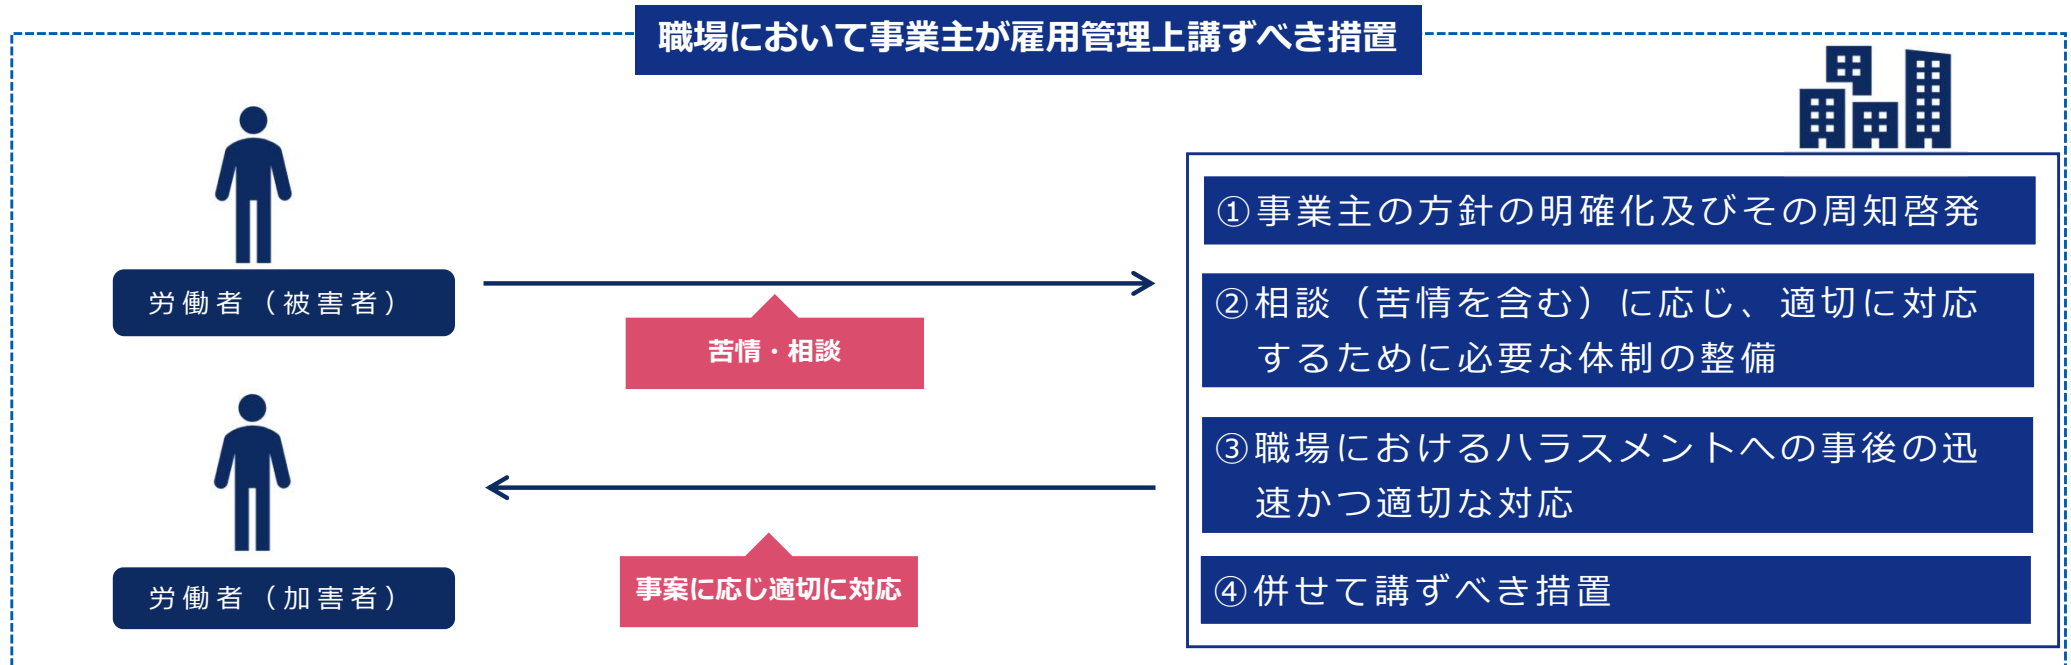 職場において事業主が雇用管理上講ずべき措置
労働者（被害者）
苦情・相談
労働者（加害者）
事案に応じ適切に対応
①事業主の方針の明確化及びその周知啓発
②相談（苦情を含む）に応じ、適切に対応
するために必要な体制の整備
③職場におけるハラスメントへの事後の迅
速かつ適切な対応
④併せて講ずべき措置